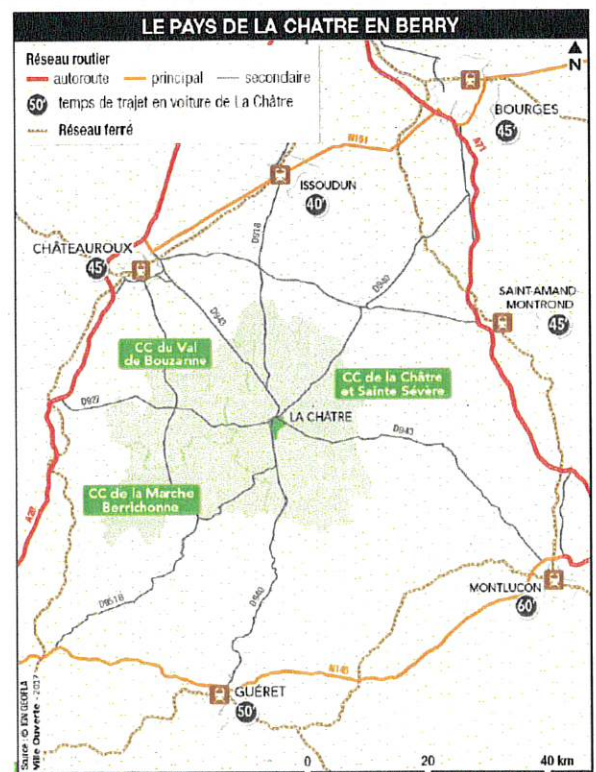 LE PAYS DE LA CHATRE EN BERRY
Réseau routier
autoroute principal secondaire
50' temps de trajet en voiture de La Châtre
Réseau ferré
N
BOURGES
45'
N151
A71
ISSOUDUN
40'
D918
CHÂTEAUROUX
45'
D943
D940
SAINT-AMAND
MONTROND
45'
CC du Val
de Bouzanne
CC de la Châtre
et Sainte Sévère
D927
LA CHÂTRE
D943
CC de la Marche
Berrichonne
A20
D951B
D940
MONTLUCON
60'
N145
GUÉRET
50'
Source : © IGN GEOFLA
Ville Ouverte - 2017
0 20 40 km